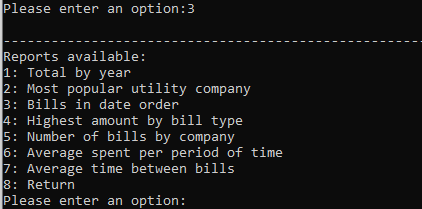 Please enter an option:3
--------------------------------------------------------
Reports available:
1: Total by year
2: Most popular utility company
3: Bills in date order
4: Highest amount by bill type
5: Number of bills by company
6: Average spent per period of time
7: Average time between bills
8: Return
Please enter an option: